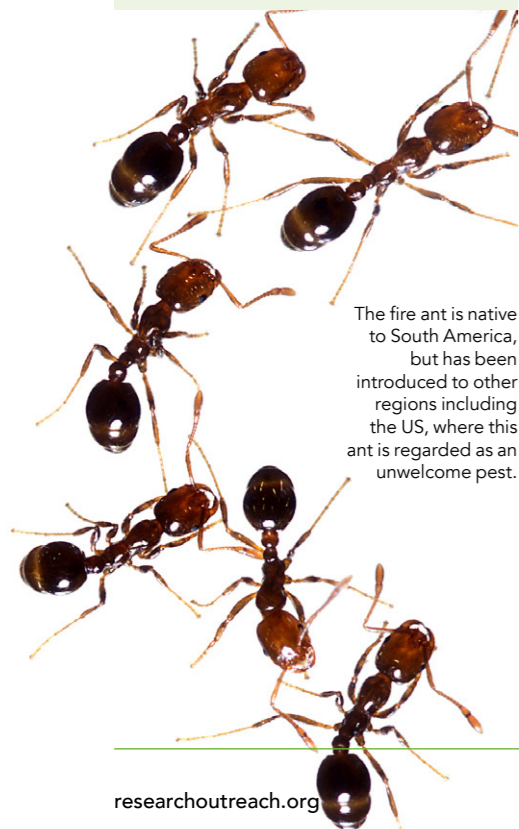 The fire ant is native
to South America,
but has been
introduced to other
regions including
the US, where this
ant is regarded as an
unwelcome pest.
researchoutreach.org